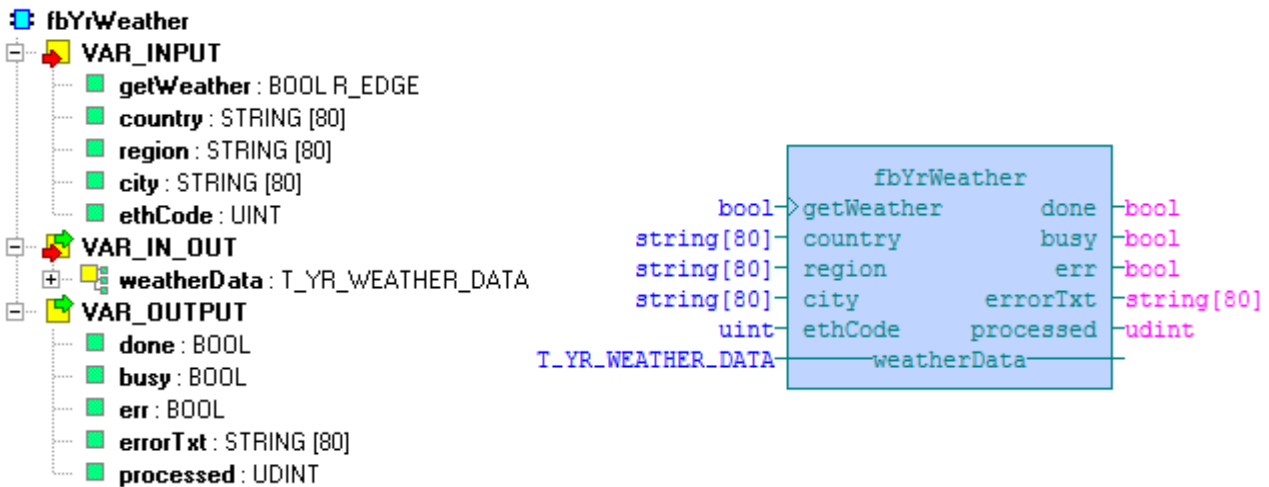 fbYrWeather
VAR_INPUT
getWeather : BOOL R_EDGE
country : STRING [80]
region : STRING [80]
city : STRING [80]
ethCode : UINT
VAR_IN_OUT
weatherData : T_YR_WEATHER_DATA
VAR_OUTPUT
done : BOOL
busy : BOOL
err : BOOL
errorTxt : STRING [80]
processed : UDINT
fbYrWeather
bool getWeather done bool
string[80] country busy bool
string[80] region err bool
string[80] city errorTxt string[80]
uint ethCode processed udint
T_YR_WEATHER_DATA weatherData